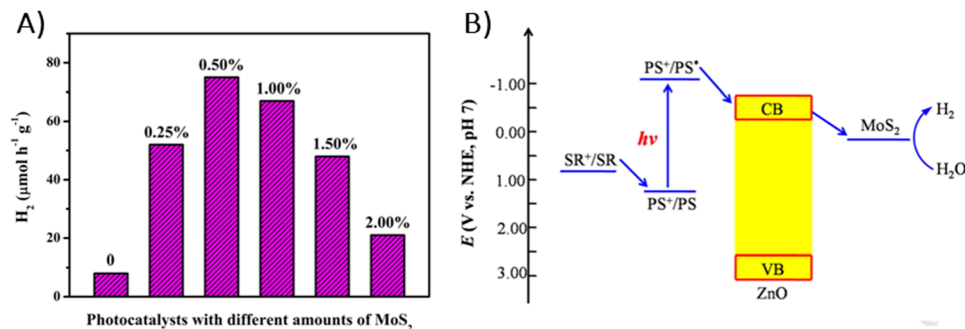 A)
H₂ (μmol h⁻¹ g⁻¹)
80
60
40
20
0
0
0.25%
0.50%
1.00%
1.50%
2.00%
Photocatalysts with different amounts of MoS₂
B)
E (V vs. NHE, pH 7)
-1.00
0.00
1.00
2.00
3.00
PS⁺/PS*
SR⁺/SR
hν
PS⁺/PS
CB
VB
ZnO
MoS₂
H₂
H₂O